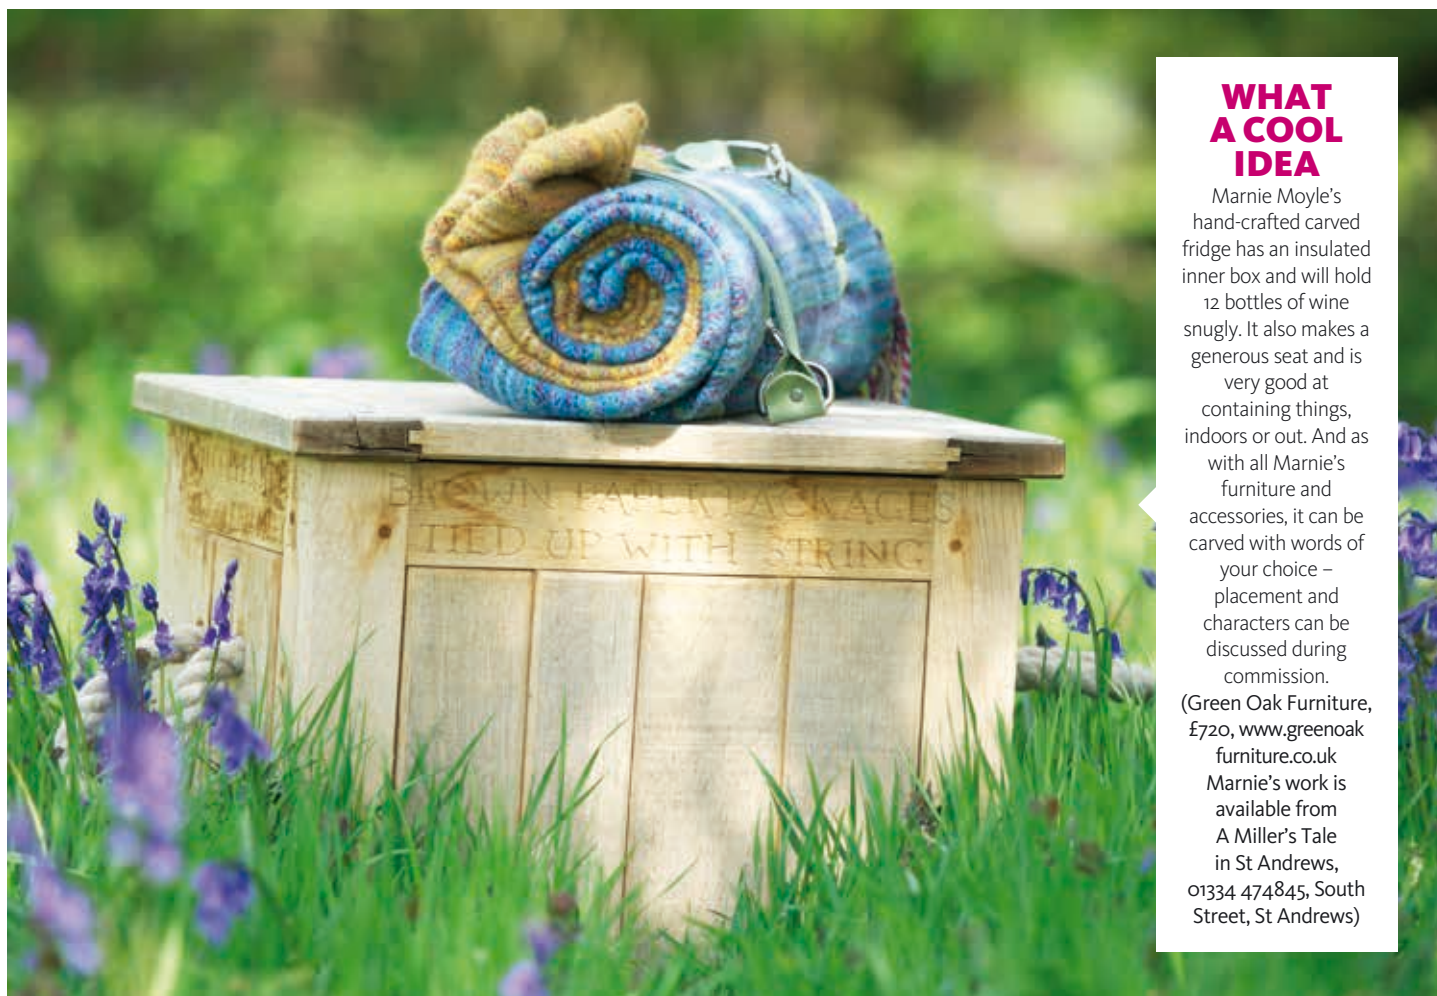 BROWN PAPER PACKAGES
TIED UP WITH STRING
WHAT
A COOL
IDEA
Marnie Moyle’s
hand-crafted carved
fridge has an insulated
inner box and will hold
12 bottles of wine
snugly. It also makes a
generous seat and is
very good at
containing things,
indoors or out. And as
with all Marnie’s
furniture and
accessories, it can be
carved with words of
your choice –
placement and
characters can be
discussed during
commission.
(Green Oak Furniture,
£720, www.greenoak
furniture.co.uk
Marnie’s work is
available from
A Miller’s Tale
in St Andrews,
01334 474845, South
Street, St Andrews)